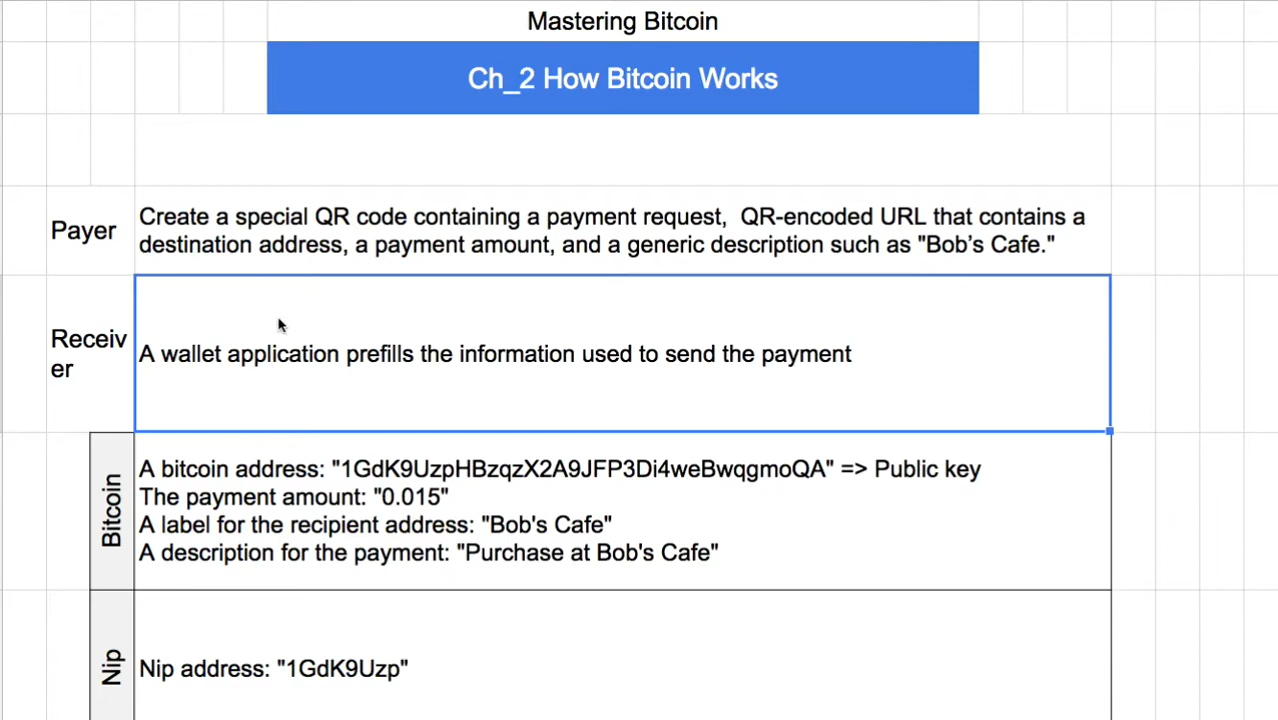 Mastering Bitcoin
Ch_2 How Bitcoin Works
Payer
Create a special QR code containing a payment request,  QR-encoded URL that contains a
destination address, a payment amount, and a generic description such as "Bob’s Cafe."
Receiv
er
A wallet application prefills the information used to send the payment
Bitcoin
A bitcoin address: "1GdK9UzpHBzqzX2A9JFP3Di4weBwqgmoQA" => Public key
The payment amount: "0.015"
A label for the recipient address: "Bob's Cafe"
A description for the payment: "Purchase at Bob's Cafe"
Nip
Nip address: "1GdK9Uzp"